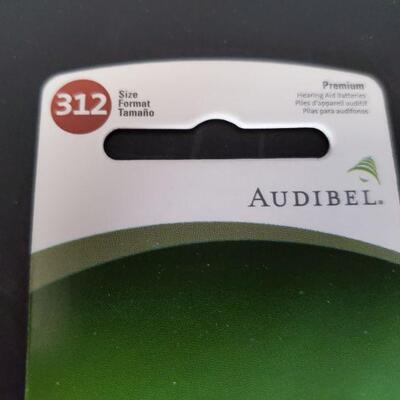 312
Size
Format
Tamaño
Premium
Hearing Aid Batteries
Piles d'appareil auditif
Pilas para audífonos
AUDIBEL®